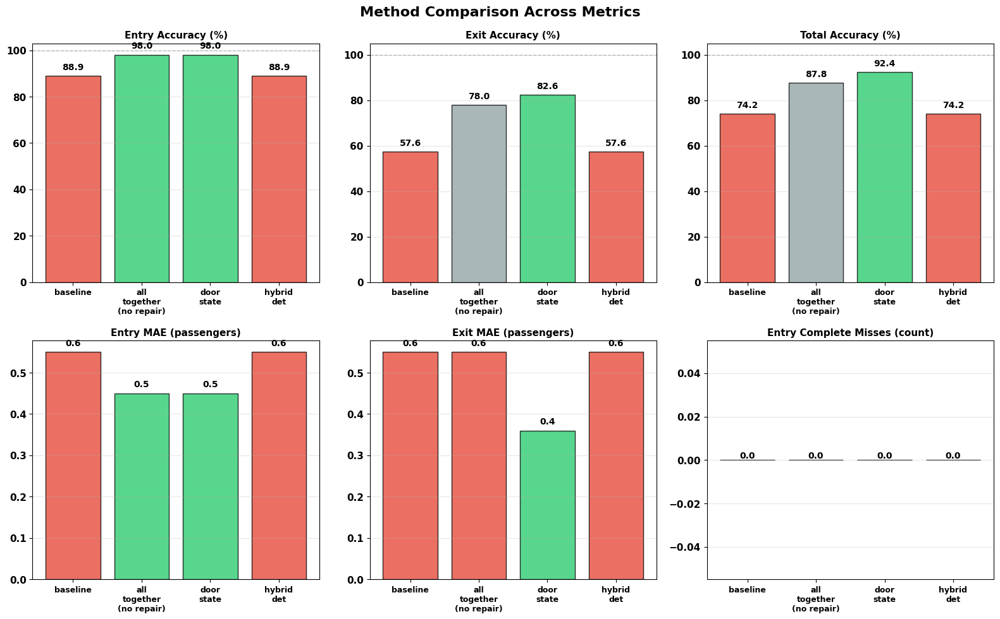 Method Comparison Across Metrics
Entry Accuracy (%)
100
80
60
40
20
0
88.9
98.0
98.0
88.9
baseline
all
together
(no repair)
door
state
hybrid
det
Exit Accuracy (%)
100
80
60
40
20
0
57.6
78.0
82.6
57.6
baseline
all
together
(no repair)
door
state
hybrid
det
Total Accuracy (%)
100
80
60
40
20
0
74.2
87.8
92.4
74.2
baseline
all
together
(no repair)
door
state
hybrid
det
Entry MAE (passengers)
0.5
0.4
0.3
0.2
0.1
0.0
0.6
0.5
0.5
0.6
baseline
all
together
(no repair)
door
state
hybrid
det
Exit MAE (passengers)
0.5
0.4
0.3
0.2
0.1
0.0
0.6
0.6
0.4
0.6
baseline
all
together
(no repair)
door
state
hybrid
det
Entry Complete Misses (count)
0.04
0.02
0.00
−0.02
−0.04
0.0
0.0
0.0
0.0
baseline
all
together
(no repair)
door
state
hybrid
det